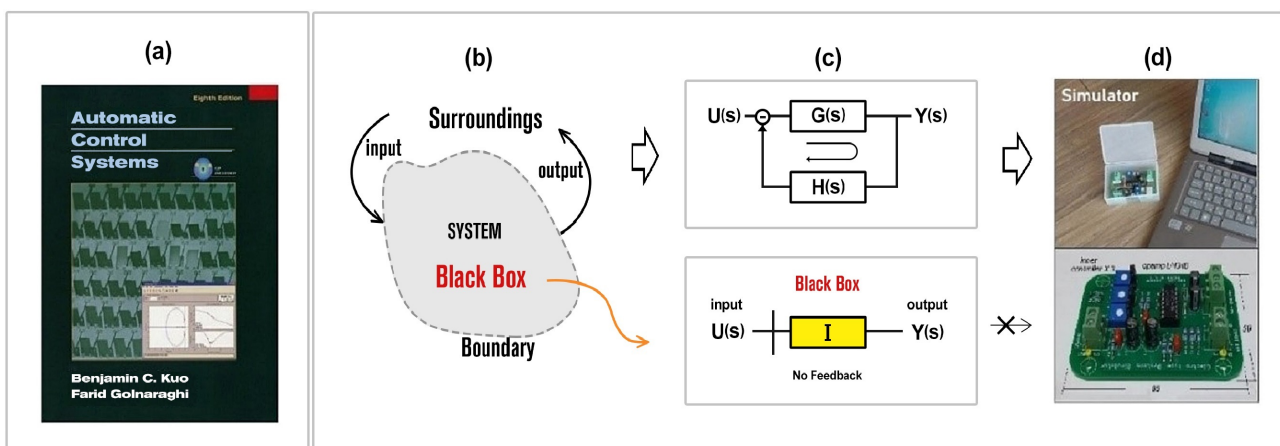 (a)
Eighth Edition
Automatic
Control
Systems
Benjamin C. Kuo
Farid Golnaraghi
(b)
Surroundings
input
output
SYSTEM
Black Box
Boundary
(c)
U(s)
G(s)
Y(s)
H(s)
Black Box
input
output
U(s)
I
Y(s)
No Feedback
(d)
Simulator